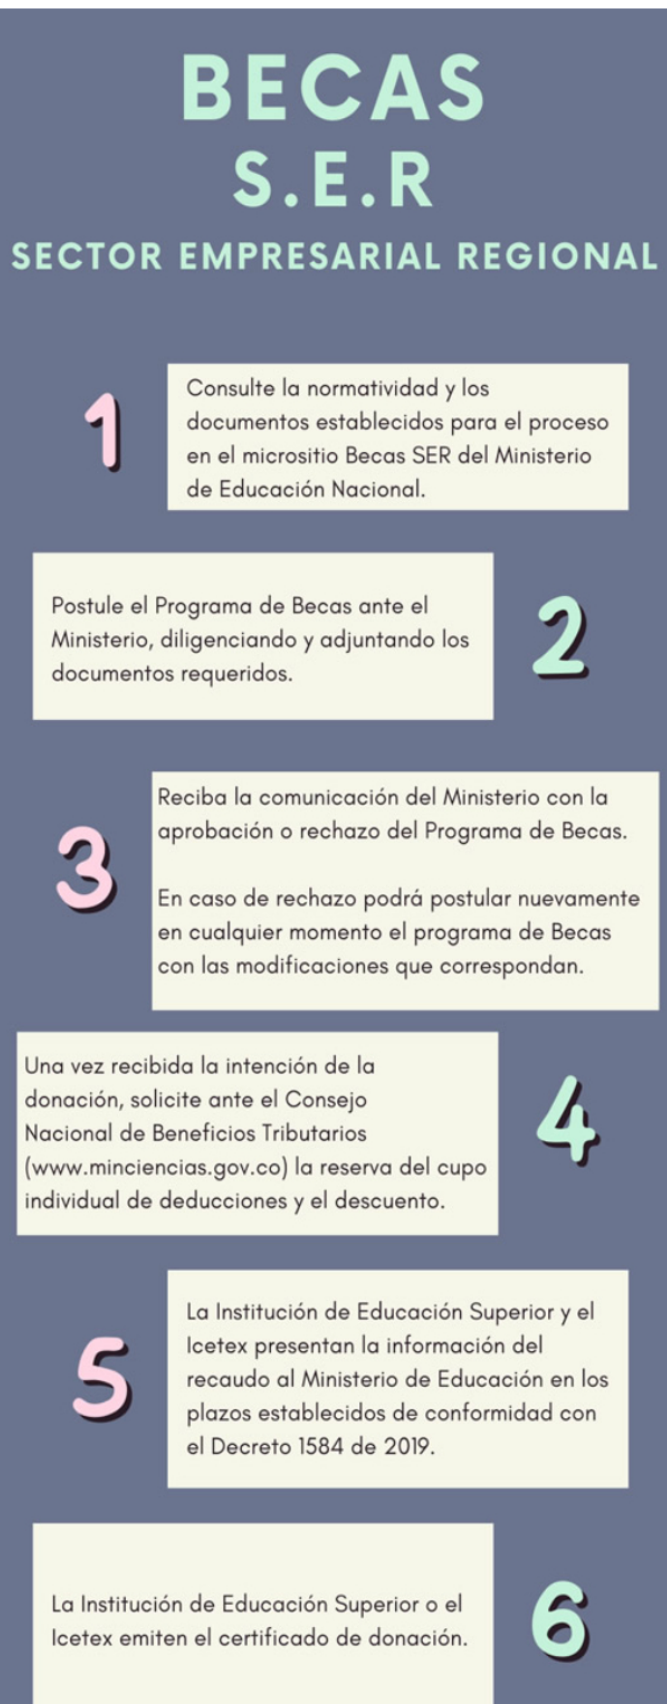 BECAS
S.E.R
SECTOR EMPRESARIAL REGIONAL
1
Consulte la normatividad y los
documentos establecidos para el proceso
en el micrositio Becas SER del Ministerio
de Educación Nacional.
Postule el Programa de Becas ante el
Ministerio, diligenciando y adjuntando los
documentos requeridos.
2
3
Reciba la comunicación del Ministerio con la
aprobación o rechazo del Programa de Becas.
En caso de rechazo podrá postular nuevamente
en cualquier momento el programa de Becas
con las modificaciones que correspondan.
Una vez recibida la intención de la
donación, solicite ante el Consejo
Nacional de Beneficios Tributarios
(www.minciencias.gov.co) la reserva del cupo
individual de deducciones y el descuento.
4
5
La Institución de Educación Superior y el
Icetex presentan la información del
recaudo al Ministerio de Educación en los
plazos establecidos de conformidad con
el Decreto 1584 de 2019.
La Institución de Educación Superior o el
Icetex emiten el certificado de donación.
6